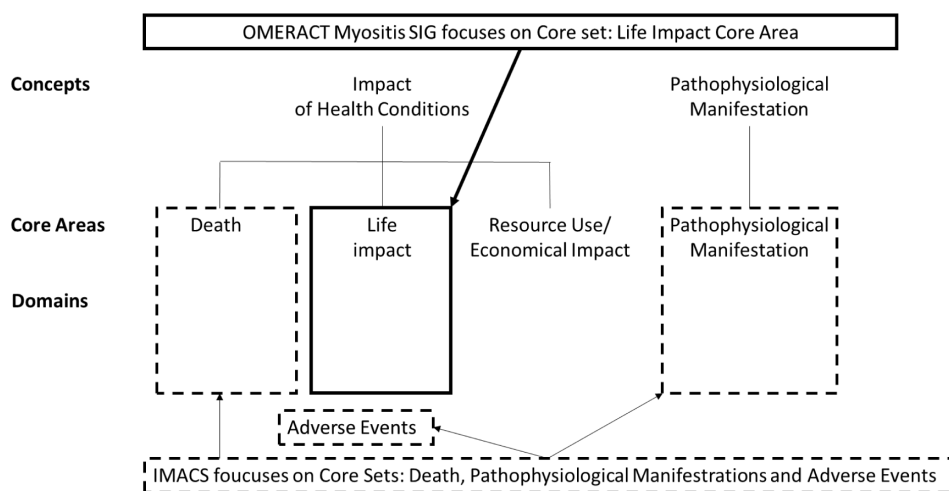 OMERACT Myositis SIG focuses on Core set: Life Impact Core Area
Concepts
Impact
of Health Conditions
Pathophysiological
Manifestation
Core Areas
Death
Life
impact
Resource Use/
Economical Impact
Pathophysiological
Manifestation
Domains
Adverse Events
IMACS foucuses on Core Sets: Death, Pathophysiological Manifestrations and Adverse Events